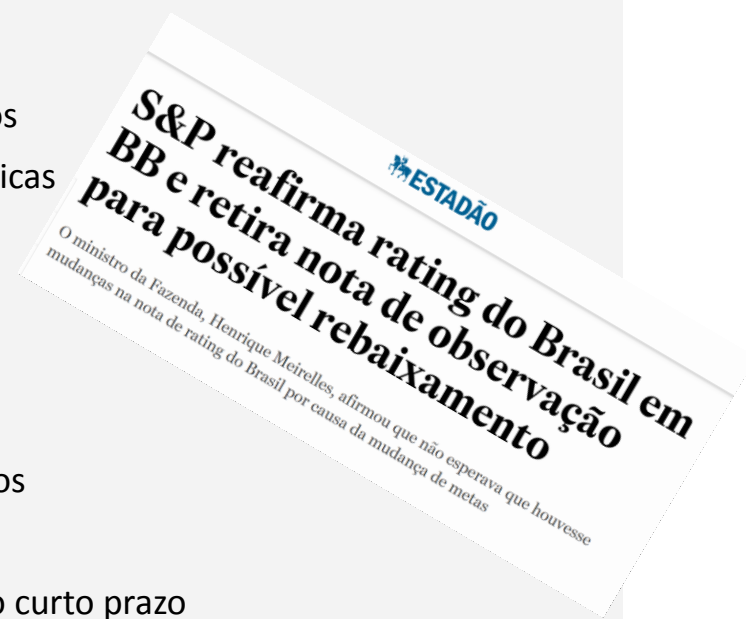 os
icas
ESTADÃO
S&P reafirma rating do Brasil em
BB e retira nota de observação
para possível rebaixamento
O ministro da Fazenda, Henrique Meirelles, afirmou que não esperava que houvesse
mudanças na nota de rating do Brasil por causa da mudança de metas
os
o curto prazo